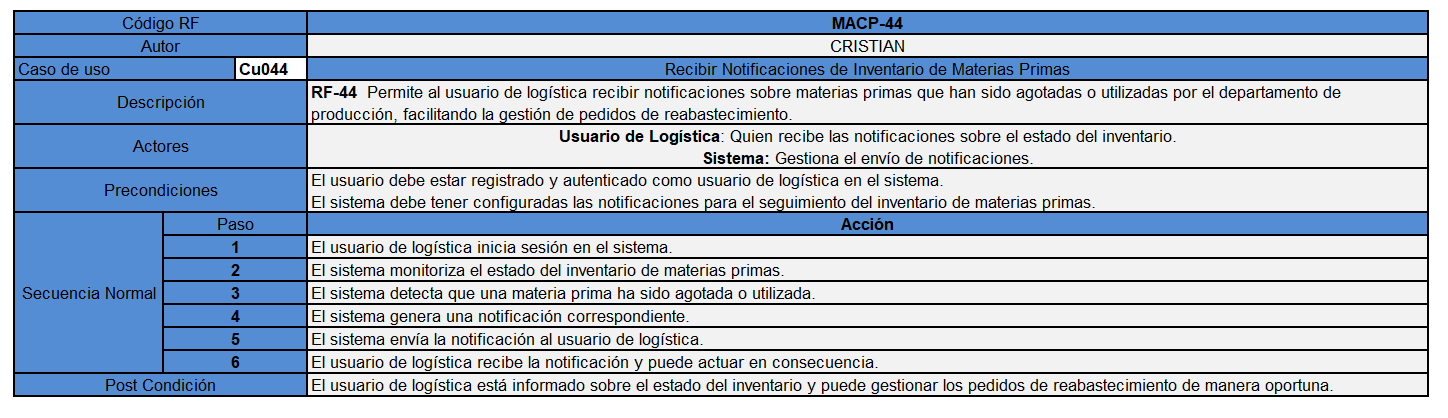 Código RF MACP-44
Autor CRISTIAN
Caso de uso Cu044 Recibir Notificaciones de Inventario de Materias Primas
Descripción
RF-44 Permite al usuario de logística recibir notificaciones sobre materias primas que han sido agotadas o utilizadas por el departamento de
producción, facilitando la gestión de pedidos de reabastecimiento.
Actores
Usuario de Logística: Quien recibe las notificaciones sobre el estado del inventario.
Sistema: Gestiona el envío de notificaciones.
Precondiciones
El usuario debe estar registrado y autenticado como usuario de logística en el sistema.
El sistema debe tener configuradas las notificaciones para el seguimiento del inventario de materias primas.
Secuencia Normal
Paso Acción
1 El usuario de logística inicia sesión en el sistema.
2 El sistema monitoriza el estado del inventario de materias primas.
3 El sistema detecta que una materia prima ha sido agotada o utilizada.
4 El sistema genera una notificación correspondiente.
5 El sistema envía la notificación al usuario de logística.
6 El usuario de logística recibe la notificación y puede actuar en consecuencia.
Post Condición El usuario de logística está informado sobre el estado del inventario y puede gestionar los pedidos de reabastecimiento de manera oportuna.